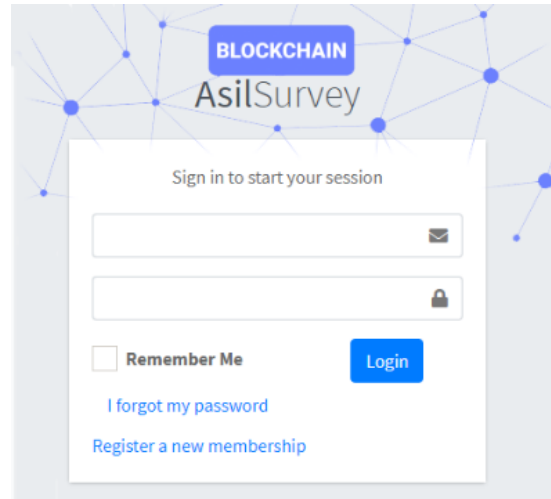 BLOCKCHAIN
AsilSurvey
Sign in to start your session
Remember Me
Login
I forgot my password
Register a new membership